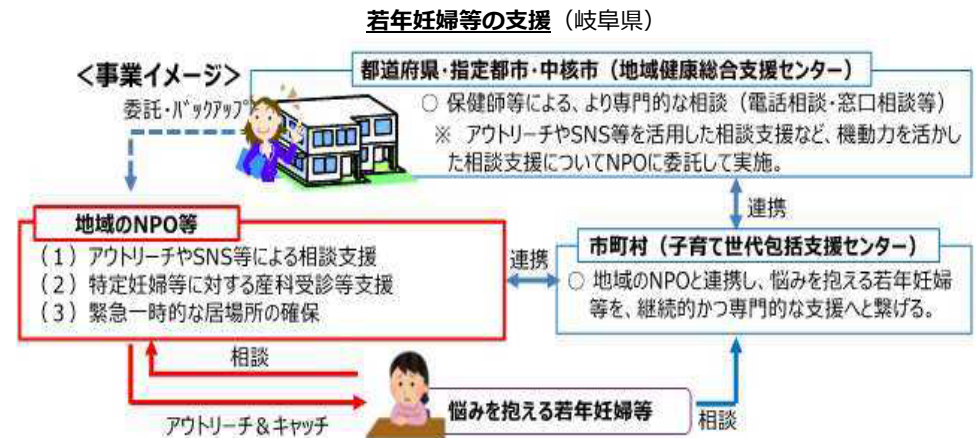 若年妊婦等の支援（岐阜県）
＜事業イメージ＞
委託・ﾊﾞｯｸｱｯﾌﾟ
都道府県・指定都市・中核市（地域健康総合支援センター）
○ 保健師等による、より専門的な相談（電話相談・窓口相談等）
※ アウトリーチやSNS等を活用した相談支援など、機動力を活かし
た相談支援についてNPOに委託して実施。
連携
地域のNPO等
（１）アウトリーチやSNS等による相談支援
（２）特定妊婦等に対する産科受診等支援
（３）緊急一時的な居場所の確保
連携
市町村（子育て世代包括支援センター）
○ 地域のNPOと連携し、悩みを抱える若年妊婦
等を、継続的かつ専門的な支援へと繋げる。
相談
アウトリーチ＆キャッチ
悩みを抱える若年妊婦等
相談